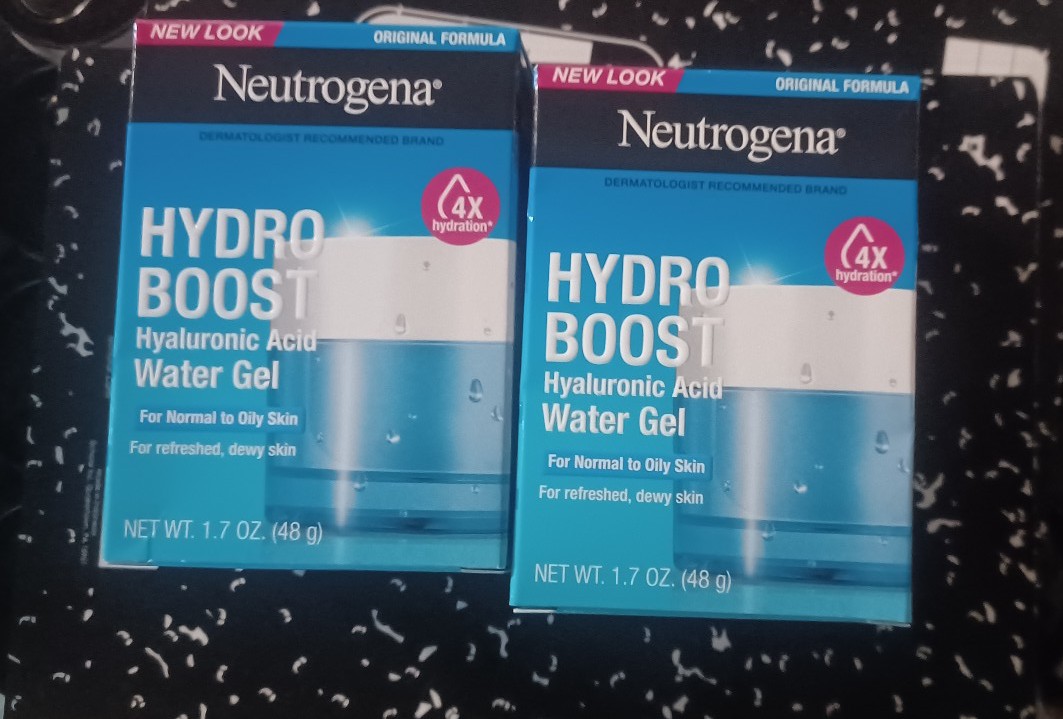 NEW LOOK
ORIGINAL FORMULA
Neutrogena®
DERMATOLOGIST RECOMMENDED BRAND
4X
hydration*
HYDRO
BOOST
Hyaluronic Acid
Water Gel
For Normal to Oily Skin
For refreshed, dewy skin
NET WT. 1.7 OZ. (48 g)
NEW LOOK
ORIGINAL FORMULA
Neutrogena®
DERMATOLOGIST RECOMMENDED BRAND
4X
hydration*
HYDRO
BOOST
Hyaluronic Acid
Water Gel
For Normal to Oily Skin
For refreshed, dewy skin
NET WT. 1.7 OZ. (48 g)